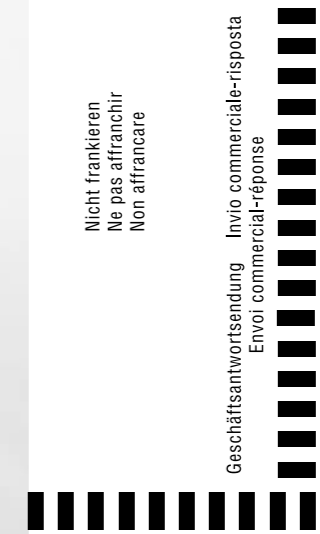 Nicht frankieren
Ne pas affranchir
Non affrancare
Geschäftsantwortsendung Invio commerciale-risposta
Envoi commercial-réponse